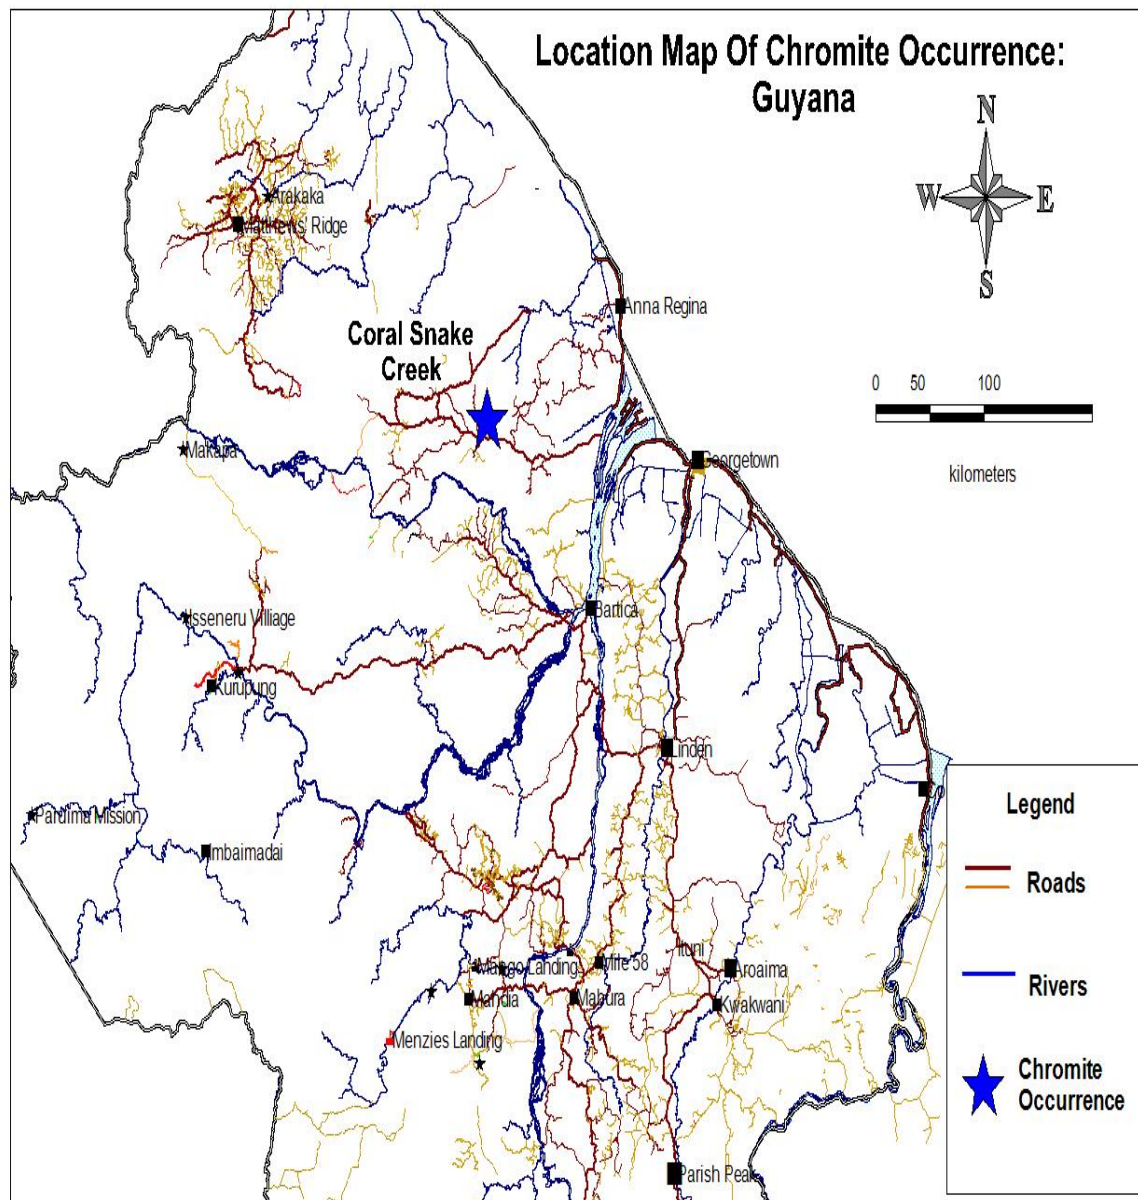 Location Map Of Chromite Occurrence:
Guyana
N
W
E
S
Arakaka
Matthews Ridge
Anna Regina
Coral Snake
Creek
0 50 100
kilometers
Makapa
Georgetown
Isseneru Villiage
Bartica
Kurupung
Linden
Paruima Mission
Imbaimadai
Legend
Roads
Rivers
Chromite
Occurrence
Ituni
Mango Landing
Mile 58
Aroaima
Mahdia
Mabura
Kwakwani
Menzies Landing
Parish Peak